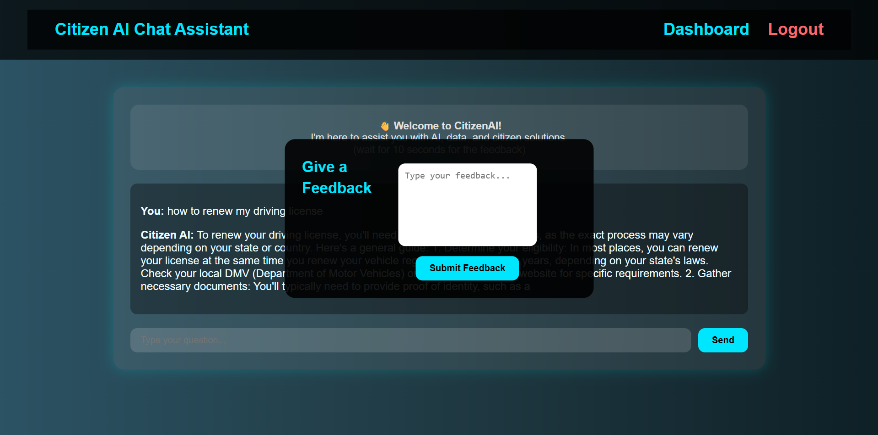 Citizen AI Chat Assistant
Dashboard
Logout
👋 Welcome to CitizenAI!
I'm here to assist you with AI, data, and citizen solutions.
(wait for 10 seconds for the feedback)
Give a
Feedback
Type your feedback...
Submit Feedback
You: how to renew my driving license
Citizen AI: To renew your driving license, you'll need as the exact process may vary
depending on your state or country. Here's a general guide: 1. Determine your eligibility: In most places, you can renew
your license at the same time you renew your vehicle years, depending on your state's laws.
Check your local DMV (Department of Motor Vehicles) website for specific requirements. 2. Gather
necessary documents: You'll typically need to provide proof of identity, such as a
Type your question...
Send